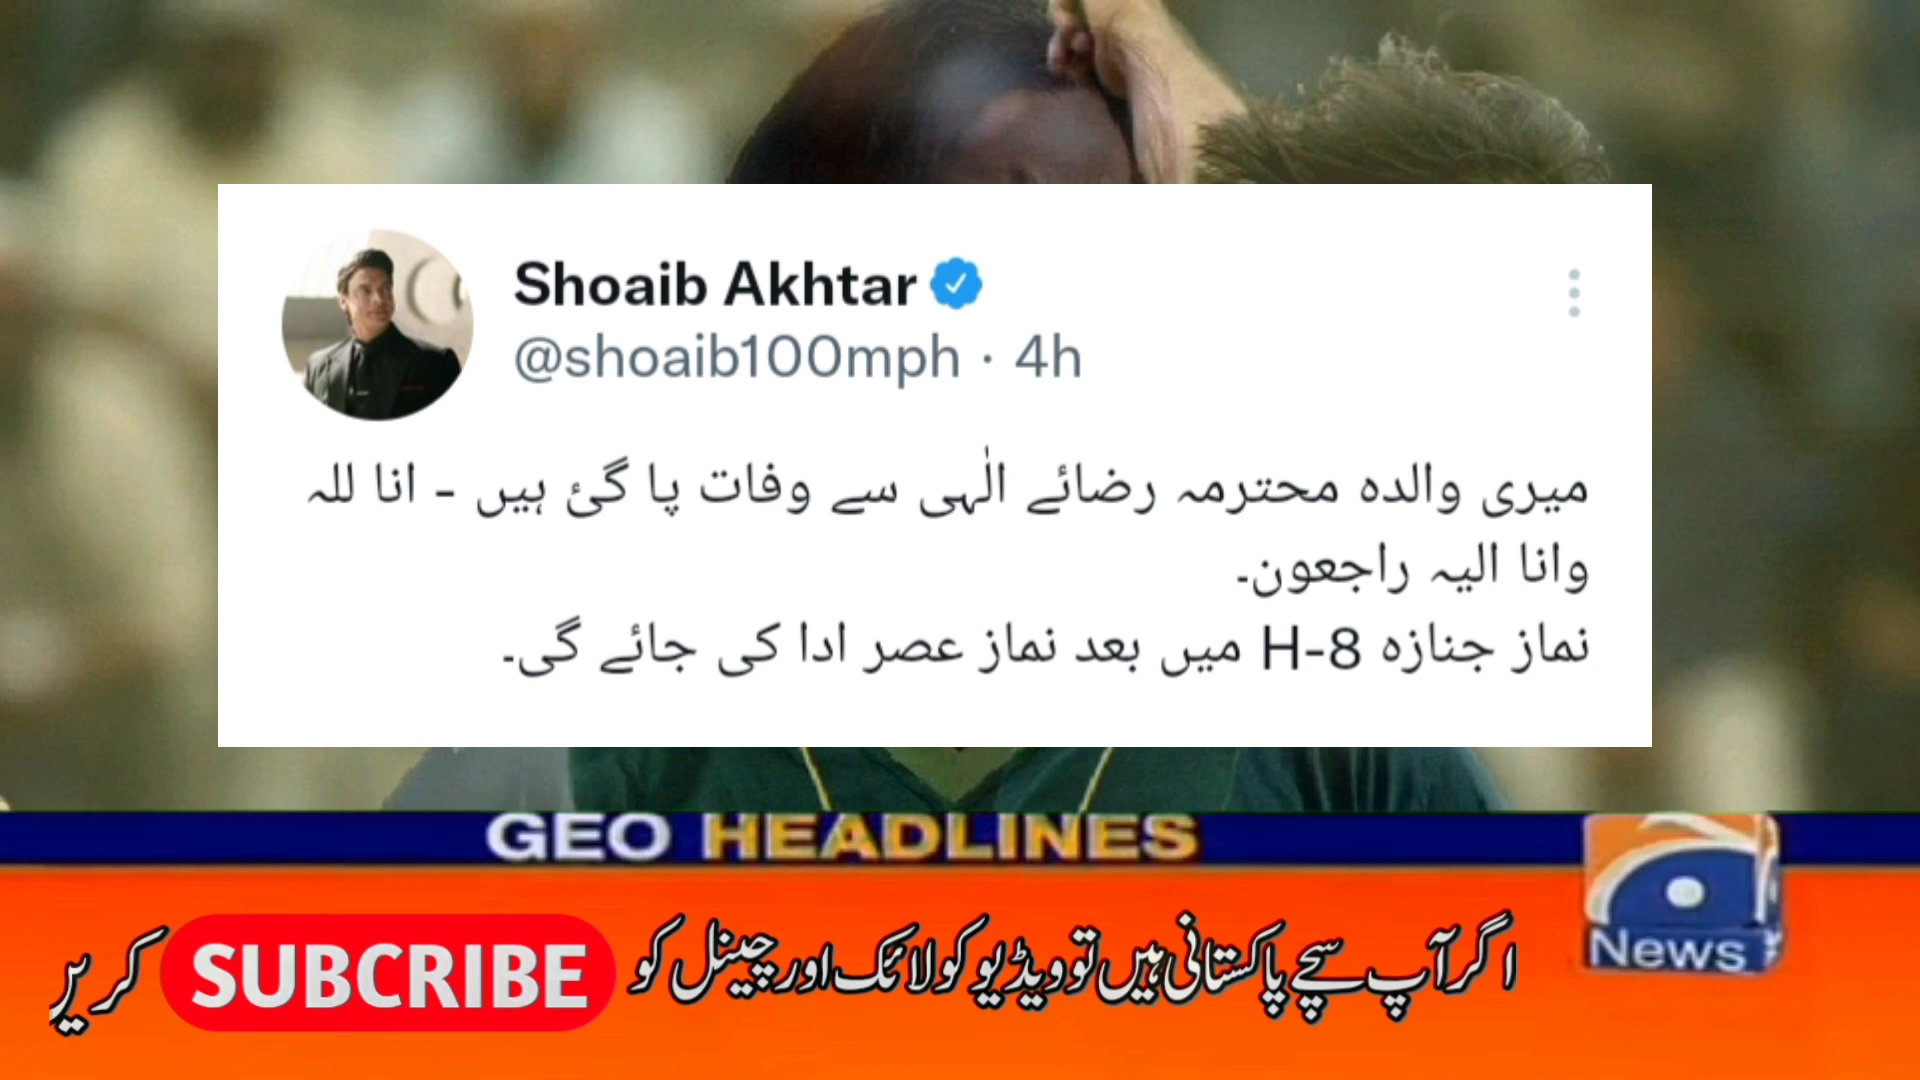 Shoaib Akhtar
@shoaib100mph · 4h
میری والدہ محترمہ رضائے الٰہی سے وفات پا گئ ہیں - انا للہ
وانا الیہ راجعون۔
نماز جنازہ H-8 میں بعد نماز عصر ادا کی جائے گی۔
GEO HEADLINES
News
اگر آپ سچے پاکستانی ہیں تو ویڈیو کو لائک اور چینل کو SUBCRIBE کریں